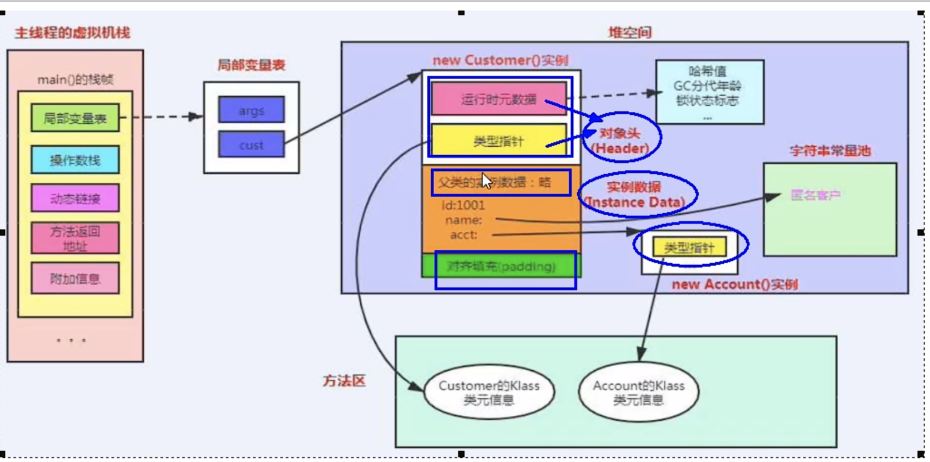 主线程的虚拟机栈
main()的栈帧
局部变量表
操作数栈
动态链接
方法返回
地址
附加信息
...
局部变量表
args
cust
堆空间
new Customer()实例
运行时元数据
类型指针
对象头
(Header)
哈希值
GC分代年龄
锁状态标志
...
父类的实例数据：略
id:1001
name:
acct:
实例数据
(Instance Data)
对齐填充(padding)
字符串常量池
匿名客户
类型指针
new Account()实例
方法区
Customer的Klass
类元信息
Account的Klass
类元信息